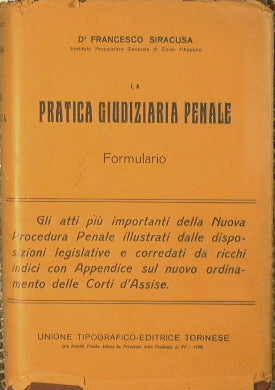 Dr FRANCESCO SIRACUSA
Sostituto Procuratore Generale di Corte d'Appello
LA
PRATICA GIUDIZIARIA PENALE
Formulario
Gli atti più importanti della Nuova
Procedura Penale illustrati dalle dispo-
sizioni legislative e corredati da ricchi
indici con Appendice sul nuovo ordina-
mento delle Corti d'Assise.
UNIONE TIPOGRAFICO-EDITRICE TORINESE